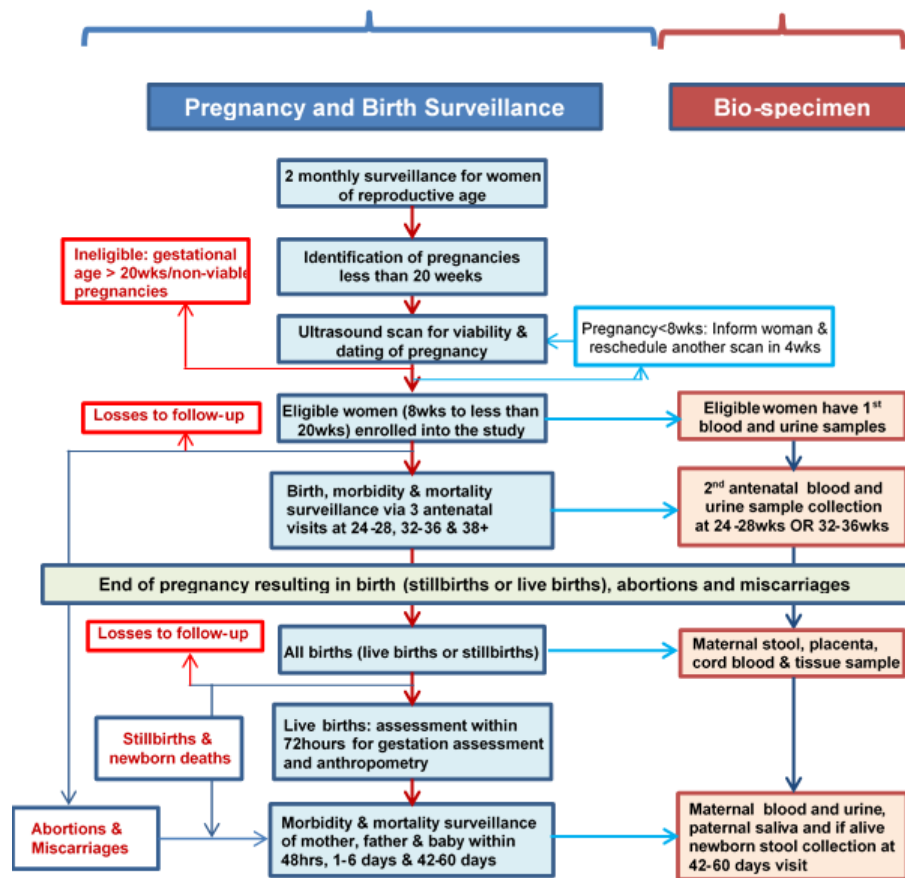 Pregnancy and Birth Surveillance
Bio-specimen
2 monthly surveillance for women
of reproductive age
Ineligible: gestational
age > 20wks/non-viable
pregnancies
Identification of pregnancies
less than 20 weeks
Ultrasound scan for viability &
dating of pregnancy
Pregnancy<8wks: Inform woman &
reschedule another scan in 4wks
Losses to follow-up
Eligible women (8wks to less than
20wks) enrolled into the study
Eligible women have 1st
blood and urine samples
Birth, morbidity & mortality
surveillance via 3 antenatal
visits at 24-28, 32-36 & 38+
2nd antenatal blood and
urine sample collection
at 24-28wks OR 32-36wks
End of pregnancy resulting in birth (stillbirths or live births), abortions and miscarriages
Losses to follow-up
All births (live births or stillbirths)
Maternal stool, placenta,
cord blood & tissue sample
Stillbirths &
newborn deaths
Live births: assessment within
72hours for gestation assessment
and anthropometry
Abortions &
Miscarriages
Morbidity & mortality surveillance
of mother, father & baby within
48hrs, 1-6 days & 42-60 days
Maternal blood and urine,
paternal saliva and if alive
newborn stool collection at
42-60 days visit